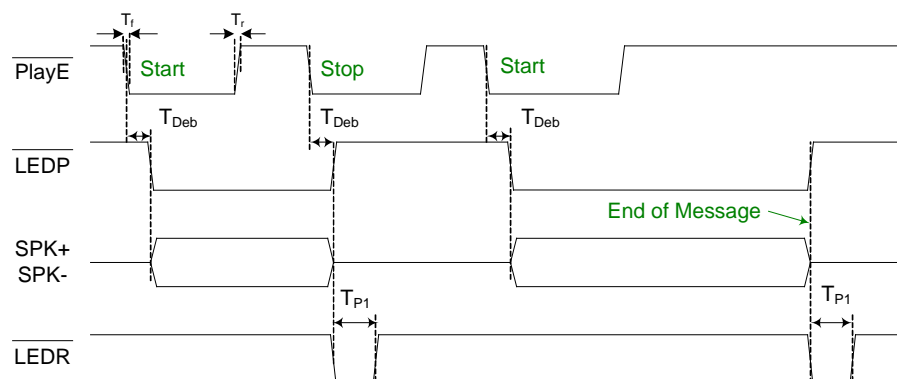 Tf Tr
PlayE Start Stop Start
TDeb TDeb TDeb
LEDP
End of Message
SPK+
SPK-
TP1 TP1
LEDR